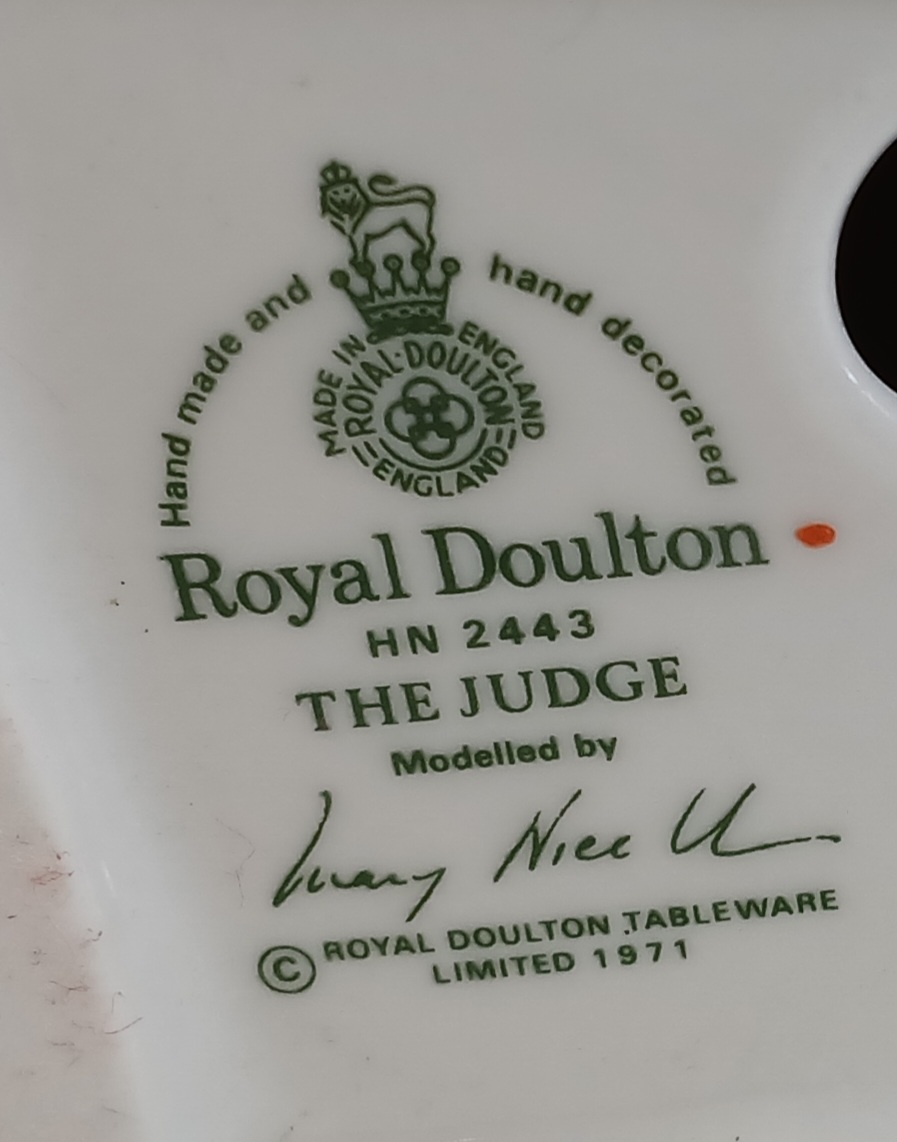 Hand made and hand decorated
MADE IN ENGLAND
ROYAL·DOULTON
ENGLAND
Royal Doulton
HN 2443
THE JUDGE
Modelled by
© ROYAL DOULTON TABLEWARE
LIMITED 1971